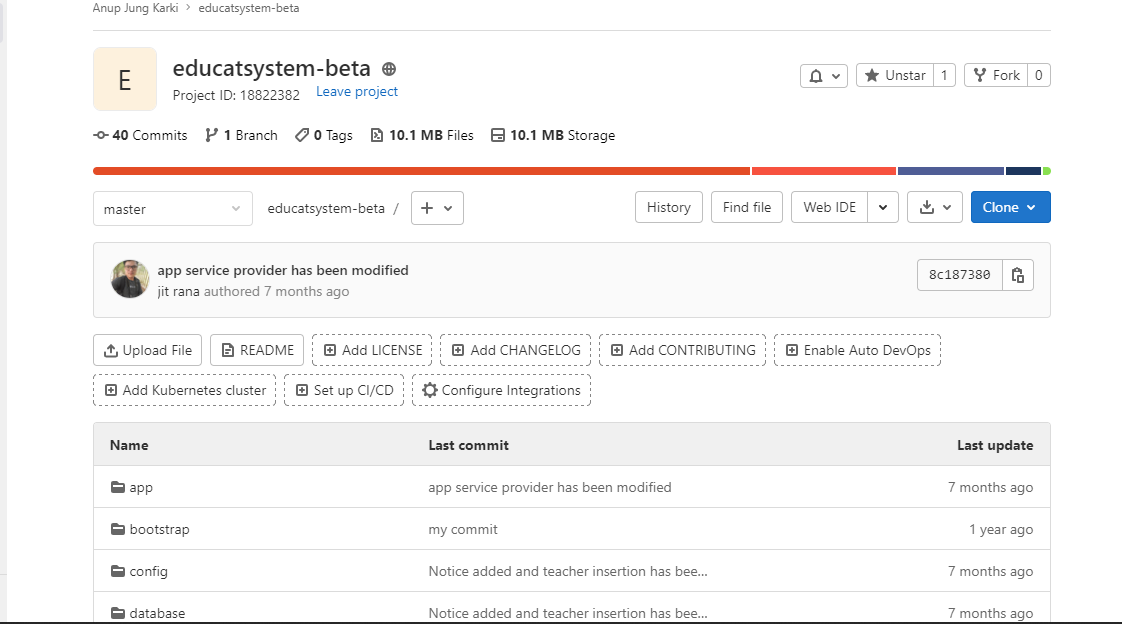 Anup Jung Karki › educatsystem-beta
E
educatsystem-beta
Project ID: 18822382 Leave project
Unstar 1 Fork 0
40 Commits 1 Branch 0 Tags 10.1 MB Files 10.1 MB Storage
master educatsystem-beta / + History Find file Web IDE Clone
app service provider has been modified
jit rana authored 7 months ago
8c187380
Upload File README Add LICENSE Add CHANGELOG Add CONTRIBUTING Enable Auto DevOps
Add Kubernetes cluster Set up CI/CD Configure Integrations
Name Last commit Last update
app app service provider has been modified 7 months ago
bootstrap my commit 1 year ago
config Notice added and teacher insertion has bee... 7 months ago
database Notice added and teacher insertion has bee... 7 months ago